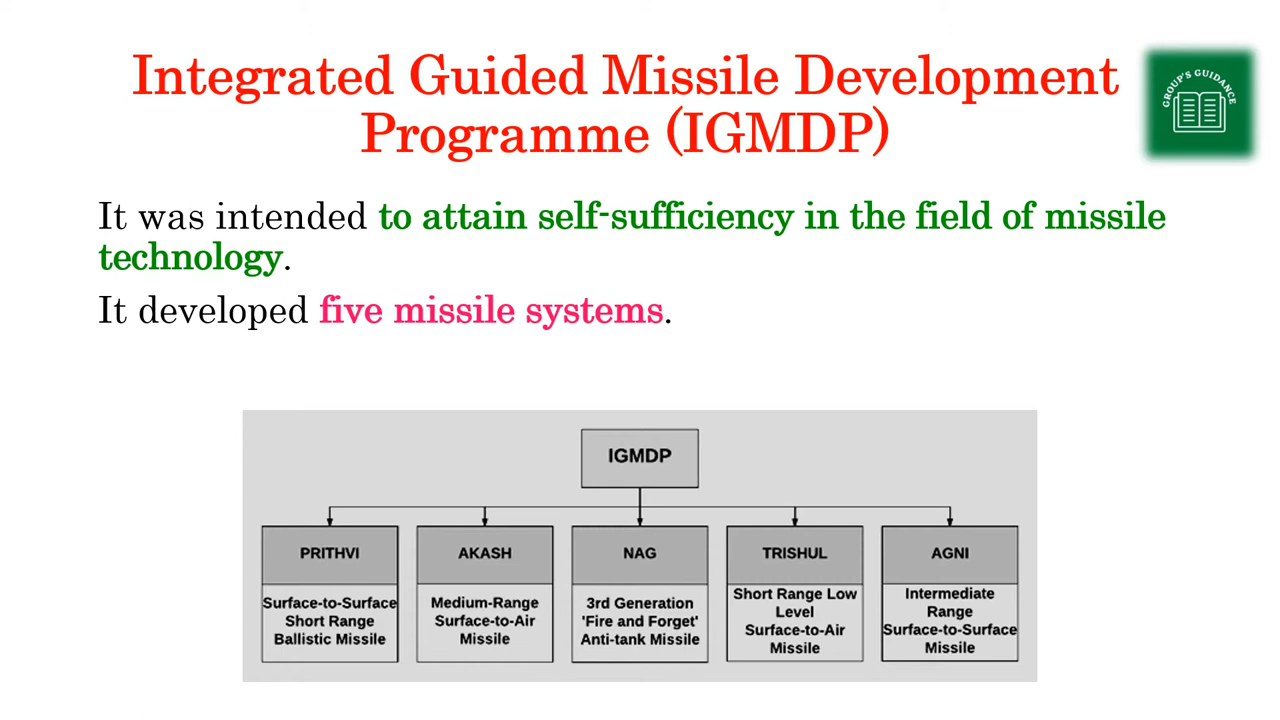 Integrated Guided Missile Development
Programme (IGMDP)
GROUP'S GUIDANCE
It was intended to attain self-sufficiency in the field of missile
technology.
It developed five missile systems.
IGMDP
PRITHVI
Surface-to-Surface
Short Range
Ballistic Missile
AKASH
Medium-Range
Surface-to-Air
Missile
NAG
3rd Generation
'Fire and Forget'
Anti-tank Missile
TRISHUL
Short Range Low
Level
Surface-to-Air
Missile
AGNI
Intermediate
Range
Surface-to-Surface
Missile